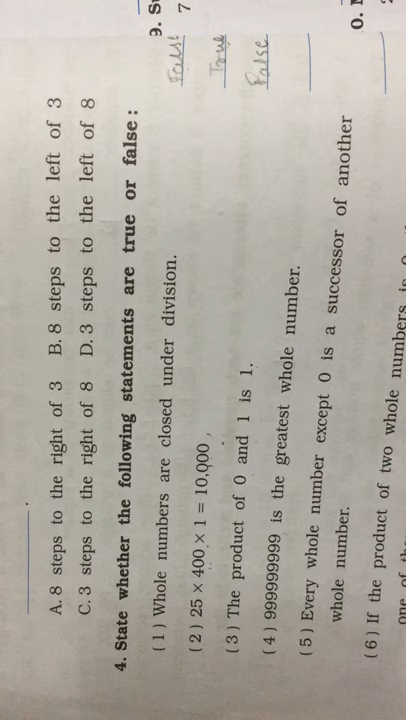 A. 8 steps to the right of 3 B. 8 steps to the left of 3
C. 3 steps to the right of 8 D. 3 steps to the left of 8
4. State whether the following statements are true or false :
( 1 ) Whole numbers are closed under division. False
( 2 ) 25 × 400 × 1 = 10,000 True
( 3 ) The product of 0 and 1 is 1. False
( 4 ) 999999999 is the greatest whole number.
( 5 ) Every whole number except 0 is a successor of another
whole number.
( 6 ) If the product of two whole numbers is
one of
9.
7
0.